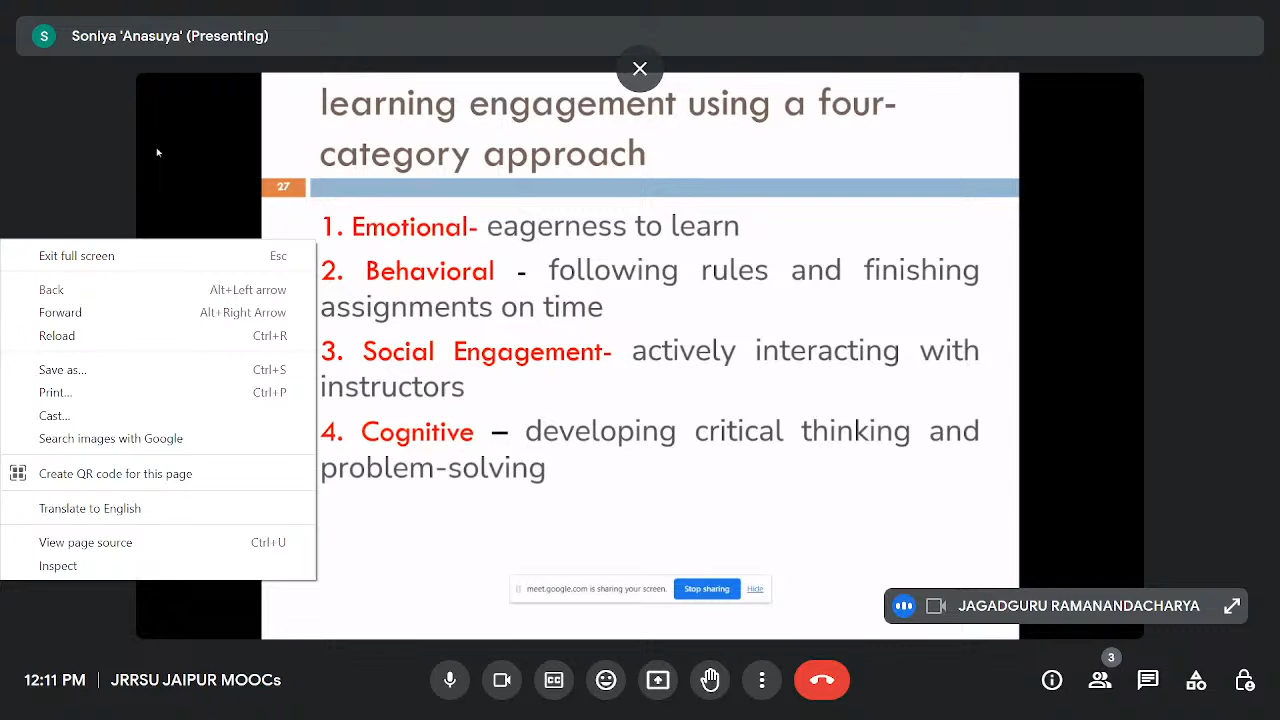 S Soniya 'Anasuya' (Presenting)
learning engagement using a four-
category approach
27
1. Emotional- eagerness to learn
2. Behavioral - following rules and finishing
assignments on time
3. Social Engagement- actively interacting with
instructors
4. Cognitive – developing critical thinking and
problem-solving
Exit full screen Esc
Back Alt+Left arrow
Forward Alt+Right Arrow
Reload Ctrl+R
Save as... Ctrl+S
Print... Ctrl+P
Cast...
Search images with Google
Create QR code for this page
Translate to English
View page source Ctrl+U
Inspect
meet.google.com is sharing your screen. Stop sharing Hide
JAGADGURU RAMANANDACHARYA
12:11 PM | JRRSU JAIPUR MOOCs
3